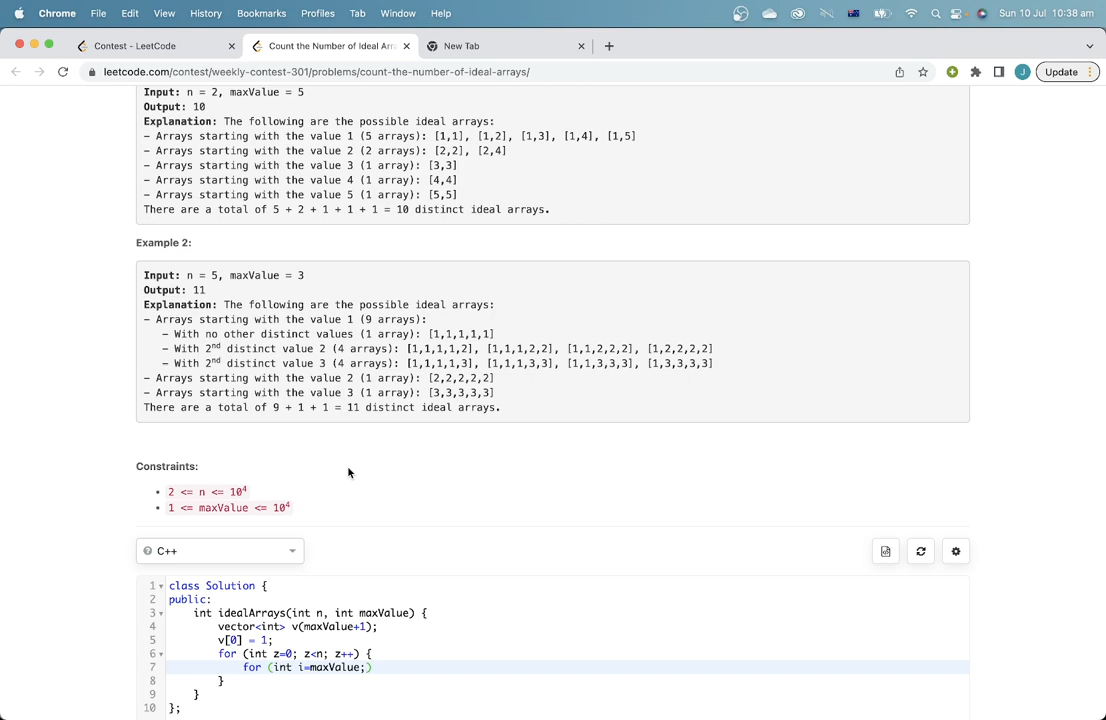 Chrome File Edit View History Bookmarks Profiles Tab Window Help Sun 10 Jul 10:38 am
Contest - LeetCode Count the Number of Ideal Arra New Tab
leetcode.com/contest/weekly-contest-301/problems/count-the-number-of-ideal-arrays/ J Update
Input: n = 2, maxValue = 5
Output: 10
Explanation: The following are the possible ideal arrays:
- Arrays starting with the value 1 (5 arrays): [1,1], [1,2], [1,3], [1,4], [1,5]
- Arrays starting with the value 2 (2 arrays): [2,2], [2,4]
- Arrays starting with the value 3 (1 array): [3,3]
- Arrays starting with the value 4 (1 array): [4,4]
- Arrays starting with the value 5 (1 array): [5,5]
There are a total of 5 + 2 + 1 + 1 + 1 = 10 distinct ideal arrays.
Example 2:
Input: n = 5, maxValue = 3
Output: 11
Explanation: The following are the possible ideal arrays:
- Arrays starting with the value 1 (9 arrays):
- With no other distinct values (1 array): [1,1,1,1,1]
- With 2nd distinct value 2 (4 arrays): [1,1,1,1,2], [1,1,1,2,2], [1,1,2,2,2], [1,2,2,2,2]
- With 2nd distinct value 3 (4 arrays): [1,1,1,1,3], [1,1,1,3,3], [1,1,3,3,3], [1,3,3,3,3]
- Arrays starting with the value 2 (1 array): [2,2,2,2,2]
- Arrays starting with the value 3 (1 array): [3,3,3,3,3]
There are a total of 9 + 1 + 1 = 11 distinct ideal arrays.
Constraints:
• 2 <= n <= 10⁴
• 1 <= maxValue <= 10⁴
C++
1 class Solution {
2 public:
3 int idealArrays(int n, int maxValue) {
4 vector<int> v(maxValue+1);
5 v[0] = 1;
6 for (int z=0; z<n; z++) {
7 for (int i=maxValue;)
8 }
9 }
10 };